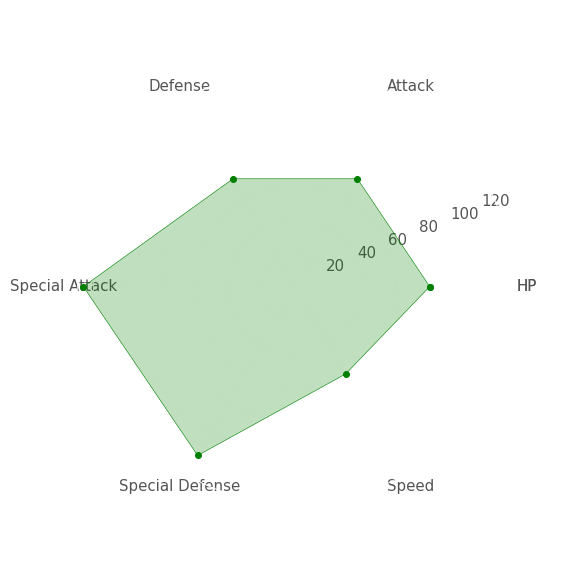 Defense
Attack
120
100
80
60
40
20
Special Attack
HP
Special Defense
Speed